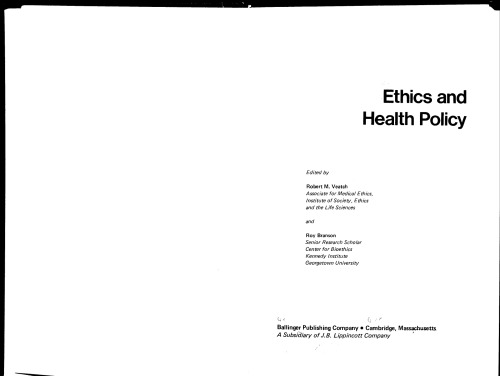 Ethics and
Health Policy
Edited by
Robert M. Veatch
Associate for Medical Ethics,
Institute of Society, Ethics
and the Life Sciences
and
Roy Branson
Senior Research Scholar
Center for Bioethics
Kennedy Institute
Georgetown University
Ballinger Publishing Company • Cambridge, Massachusetts
A Subsidiary of J.B. Lippincott Company